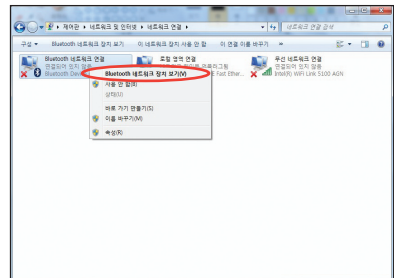 제어판 ▸ 네트워크 및 인터넷 ▸ 네트워크 연결 ▸
네트워크 연결 검색
구성 ▾ Bluetooth 네트워크 장치 보기 이 네트워크 장치 사용 안 함 이 연결 이름 바꾸기 »
Bluetooth 네트워크 연결
연결되어 있지 않음
Bluetooth Dev
로컬 영역 연결
E Fast Ether...
무선 네트워크 연결
연결되어 있지 않음
Intel(R) WiFi Link 5100 AGN
Bluetooth 네트워크 장치 보기(V)
사용 안 함(B)
상태(U)
바로 가기 만들기(S)
이름 바꾸기(M)
속성(R)